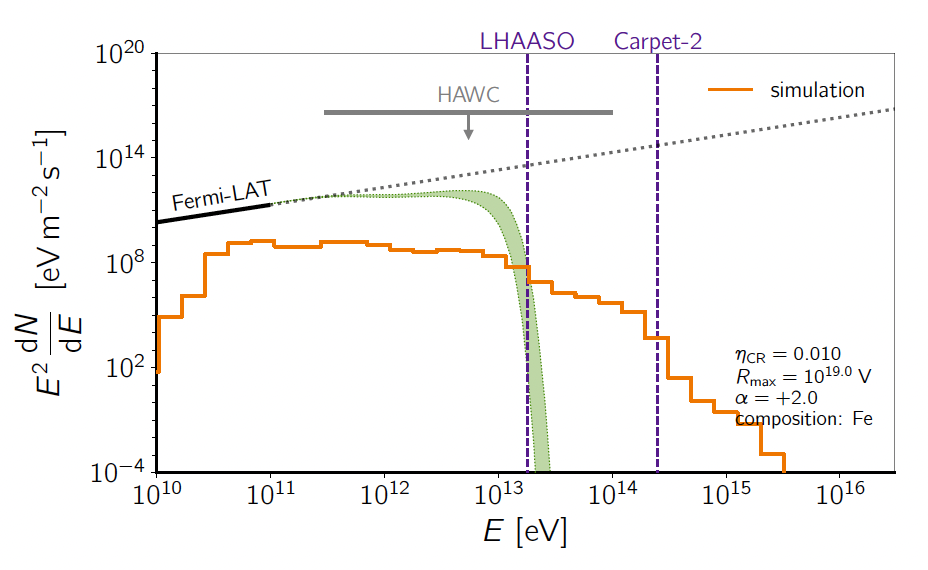 LHAASO Carpet-2
10^20
simulation
HAWC
10^14
Fermi-LAT
10^8
10^2
10^−4
E^2 dN/dE [eV m^−2 s^−1]
η_CR = 0.010
R_max = 10^19.0 V
α = +2.0
composition: Fe
10^10 10^11 10^12 10^13 10^14 10^15 10^16
E [eV]